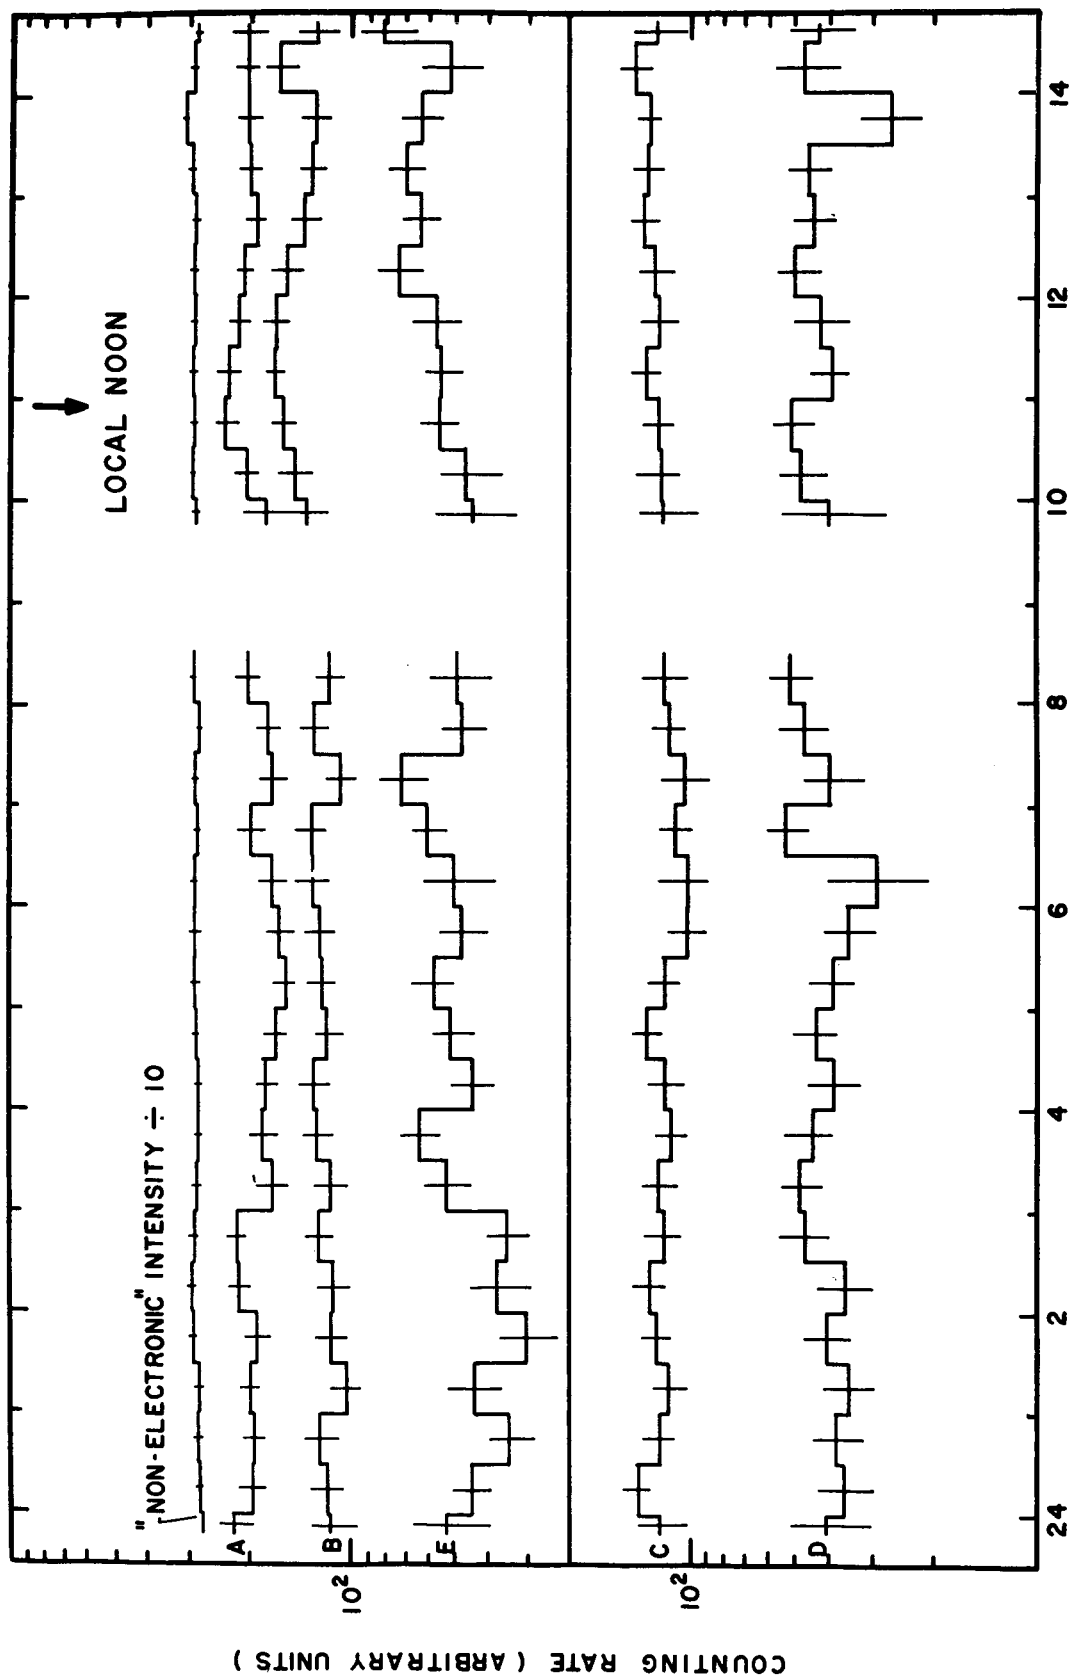 LOCAL NOON
"NON-ELECTRONIC" INTENSITY ÷ 10
A
B
E
C
D
10²
10²
COUNTING RATE (ARBITRARY UNITS)
24
2
4
6
8
10
12
14